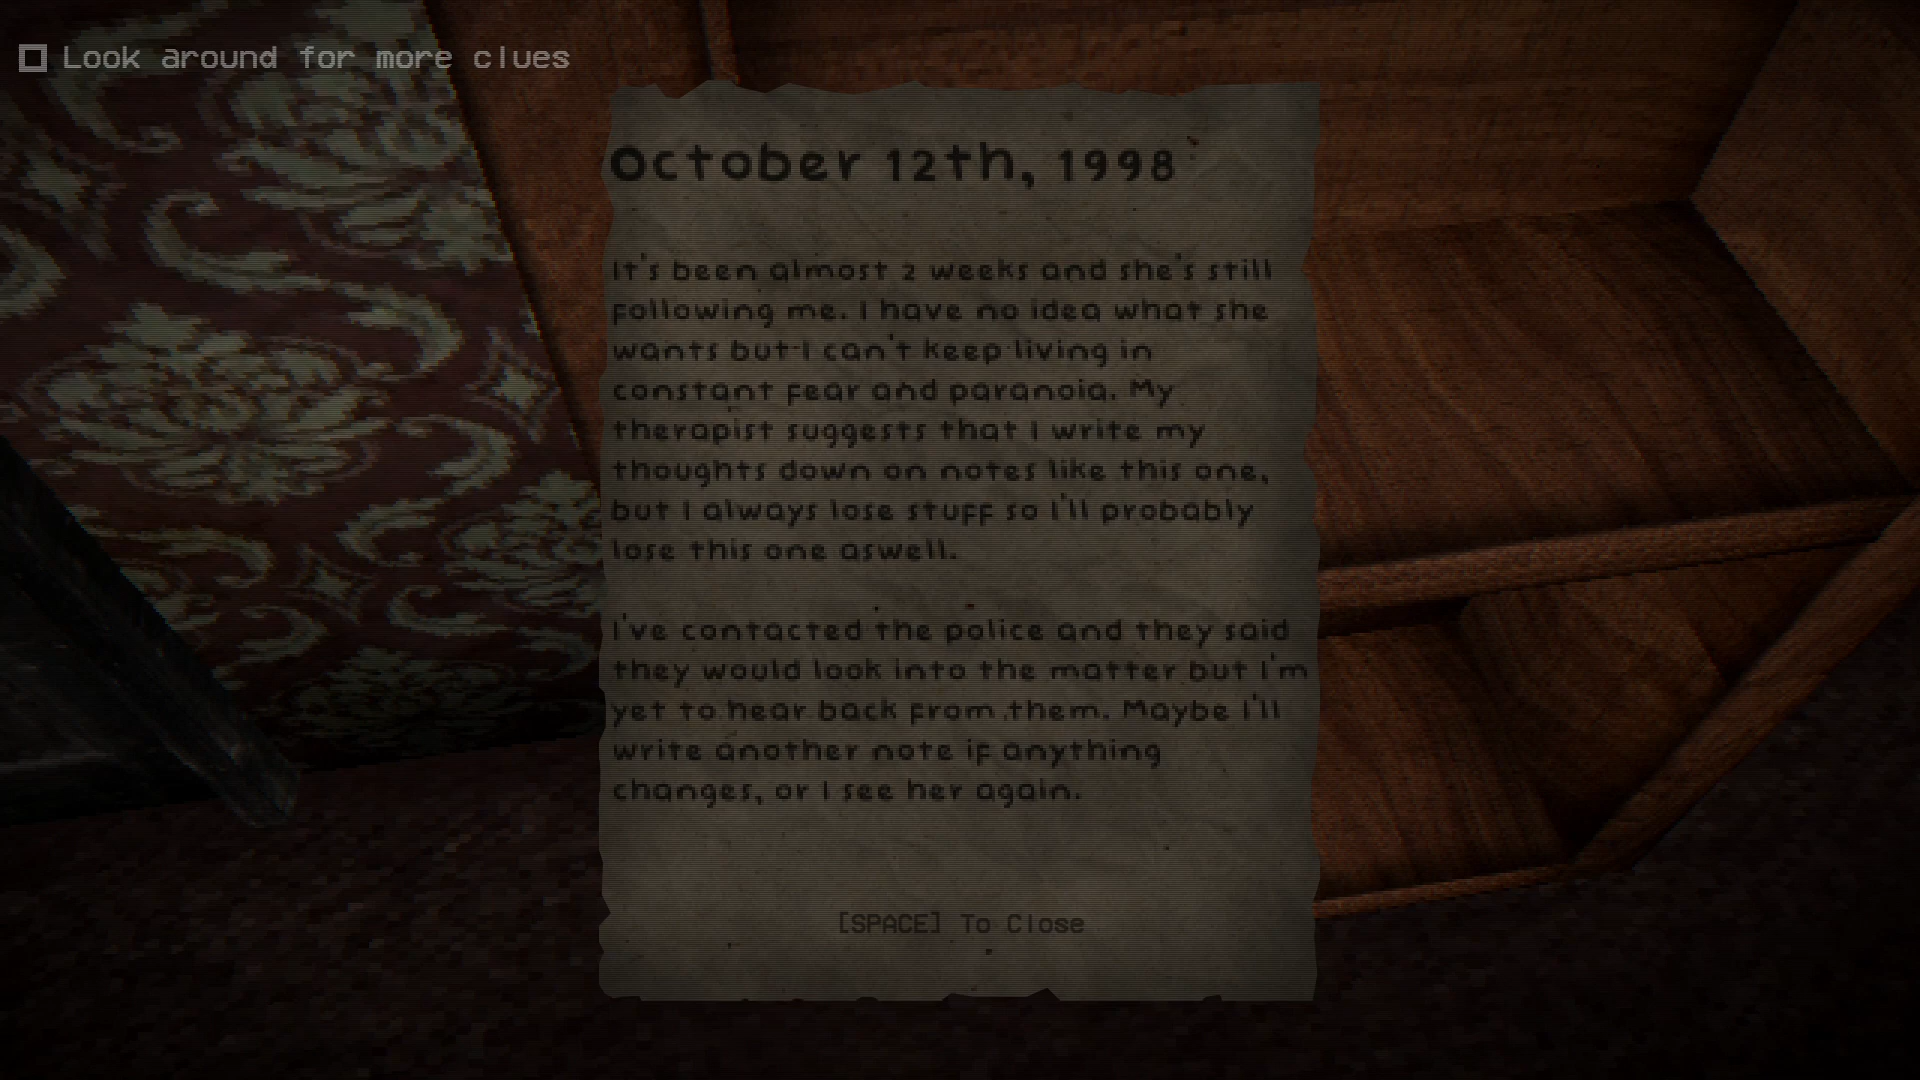 Look around for more clues
October 12th, 1998
It's been almost 2 weeks and she's still
following me. I have no idea what she
wants but I can't keep living in
constant fear and paranoia. My
therapist suggests that I write my
thoughts down on notes like this one,
but I always lose stuff so I'll probably
lose this one aswell.
I've contacted the police and they said
they would look into the matter but I'm
yet to hear back from them. Maybe I'll
write another note if anything
changes, or I see her again.
[SPACE] To Close